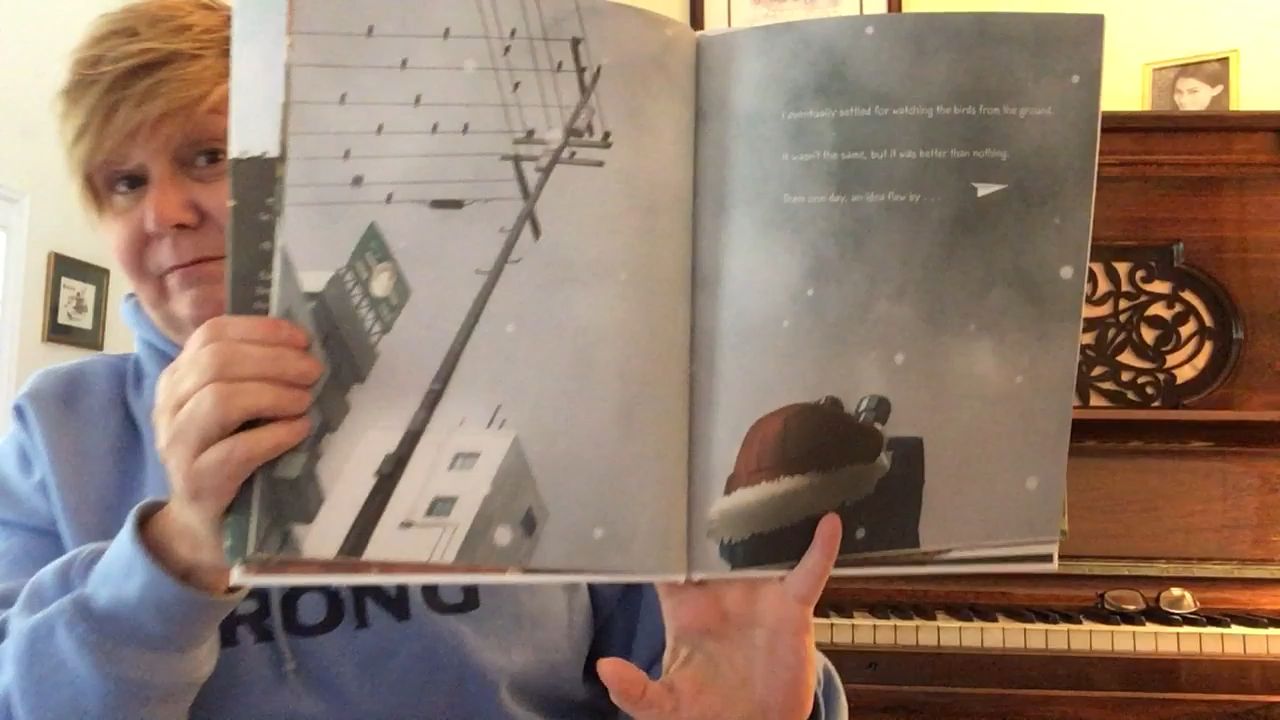 I eventually settled for watching the birds from the ground.
It wasn't the same, but it was better than nothing.
Then one day, an idea flew by . . .
RONG